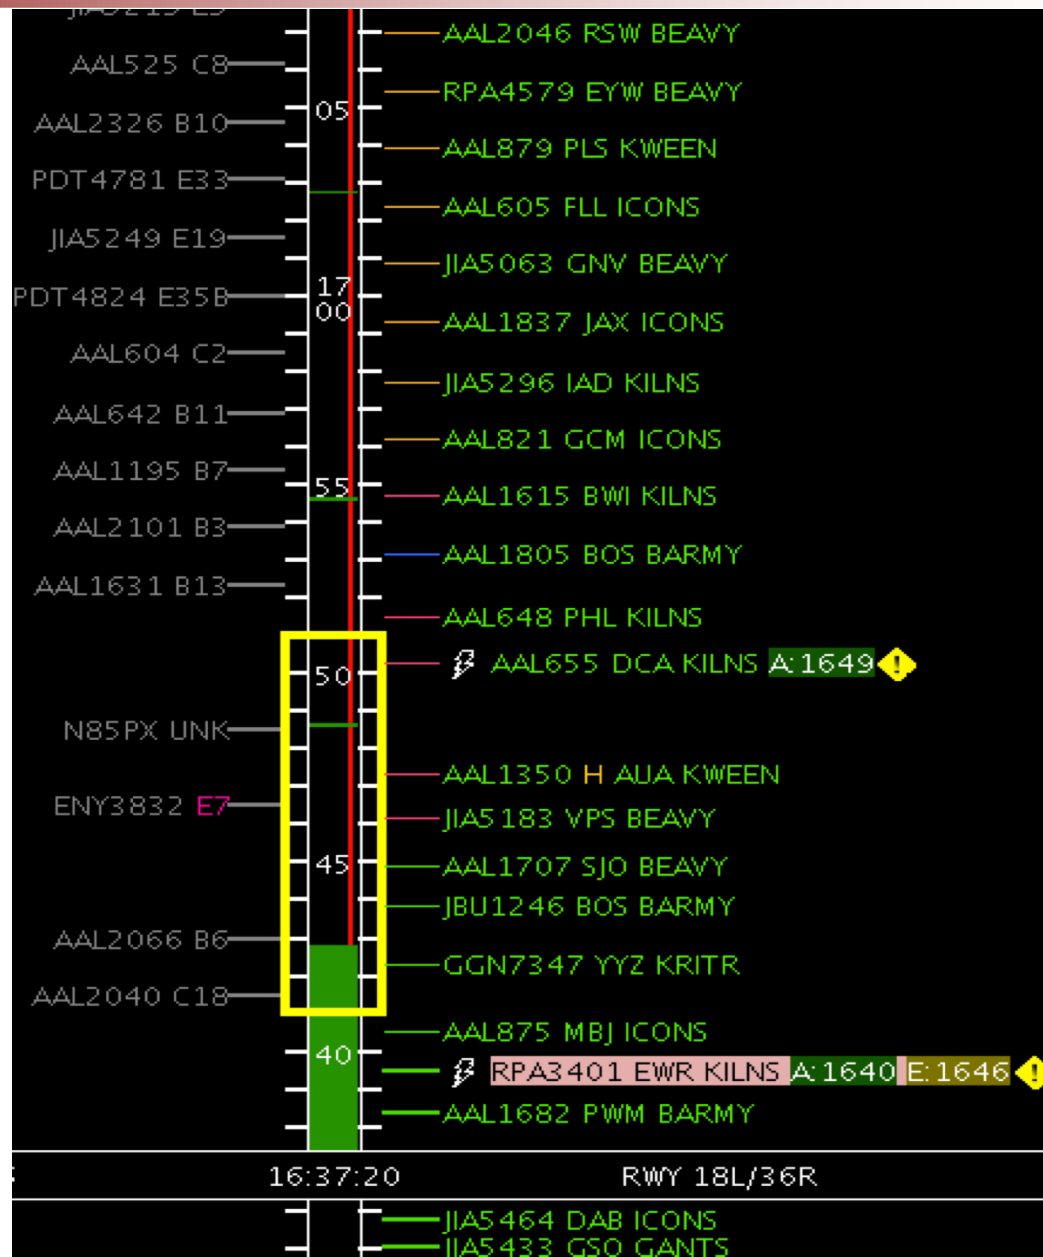 AAL2046 RSW BEAVY
AAL525 C8
RPA4579 EYW BEAVY
05
AAL2326 B10
AAL879 PLS KWEEN
PDT4781 E33
AAL605 FLL ICONS
JIA5249 E19
JIA5063 GNV BEAVY
17
PDT4824 E35B
00
AAL1837 JAX ICONS
AAL604 C2
JIA5296 IAD KILNS
AAL642 B11
AAL821 GCM ICONS
AAL1195 B7
55
AAL1615 BWI KILNS
AAL2101 B3
AAL1805 BOS BARMY
AAL1631 B13
AAL648 PHL KILNS
AAL655 DCA KILNS A:1649 !
50
N85PX UNK
AAL1350 H AUA KWEEN
ENY3832 E7
JIA5183 VPS BEAVY
45
AAL1707 SJO BEAVY
JBU1246 BOS BARMY
AAL2066 B6
GGN7347 YYZ KRITR
AAL2040 C18
AAL875 MBJ ICONS
40
RPA3401 EWR KILNS A:1640 E:1646 !
AAL1682 PWM BARMY
16:37:20 RWY 18L/36R
JIA5464 DAB ICONS
JIA5433 GSO GANTS